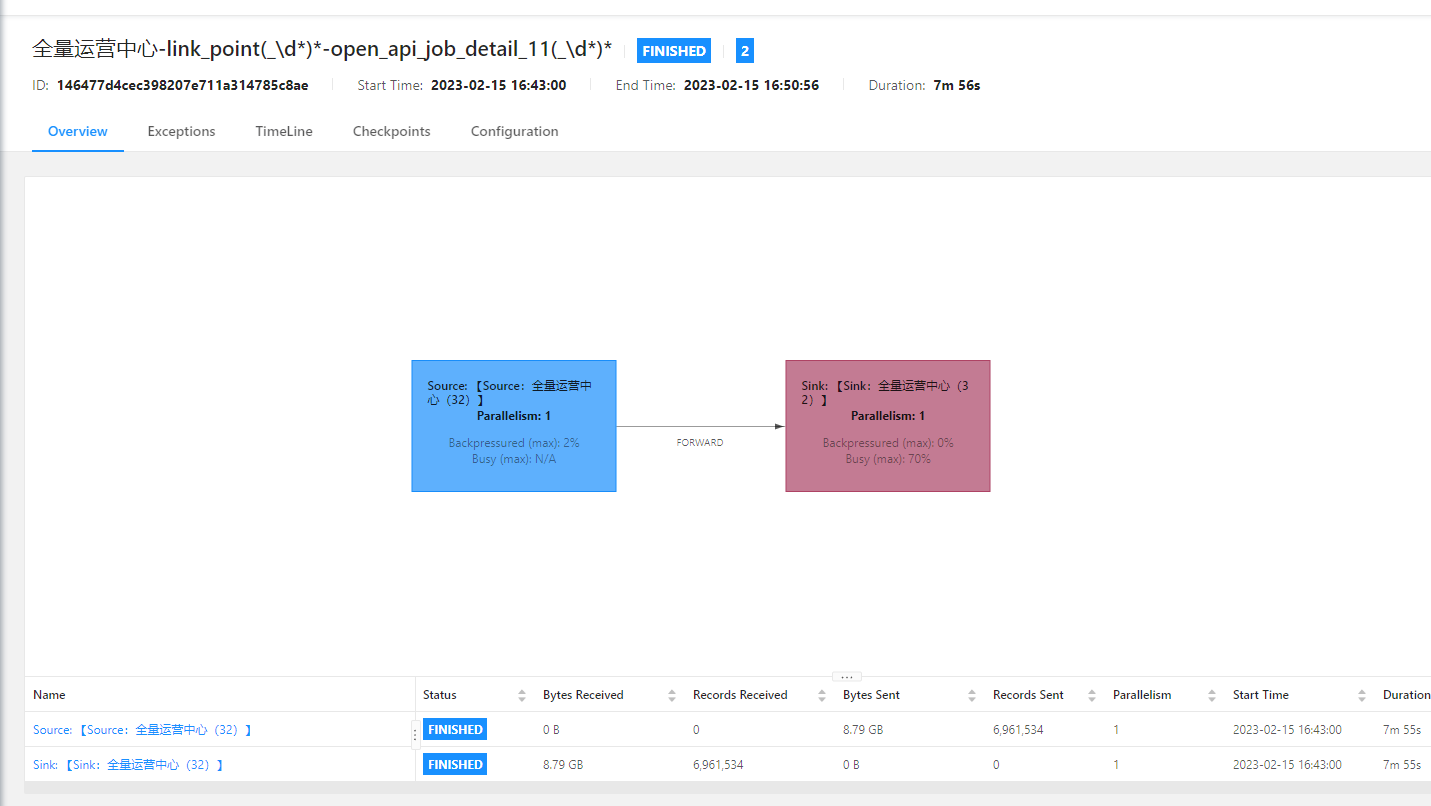 全量运营中心-link_point(_\d*)*-open_api_job_detail_11(_\d*)* FINISHED 2
ID: 146477d4cec398207e711a314785c8ae Start Time: 2023-02-15 16:43:00 End Time: 2023-02-15 16:50:56 Duration: 7m 56s
Overview Exceptions TimeLine Checkpoints Configuration
Source: 【Source：全量运营中
心（32）】
Parallelism: 1
Backpressured (max): 2%
Busy (max): N/A
FORWARD
Sink: 【Sink：全量运营中心（3
2）】
Parallelism: 1
Backpressured (max): 0%
Busy (max): 70%
Name Status Bytes Received Records Received Bytes Sent Records Sent Parallelism Start Time Duration
Source: 【Source：全量运营中心（32）】 FINISHED 0 B 0 8.79 GB 6,961,534 1 2023-02-15 16:43:00 7m 55s
Sink: 【Sink：全量运营中心（32）】 FINISHED 8.79 GB 6,961,534 0 B 0 1 2023-02-15 16:43:00 7m 55s